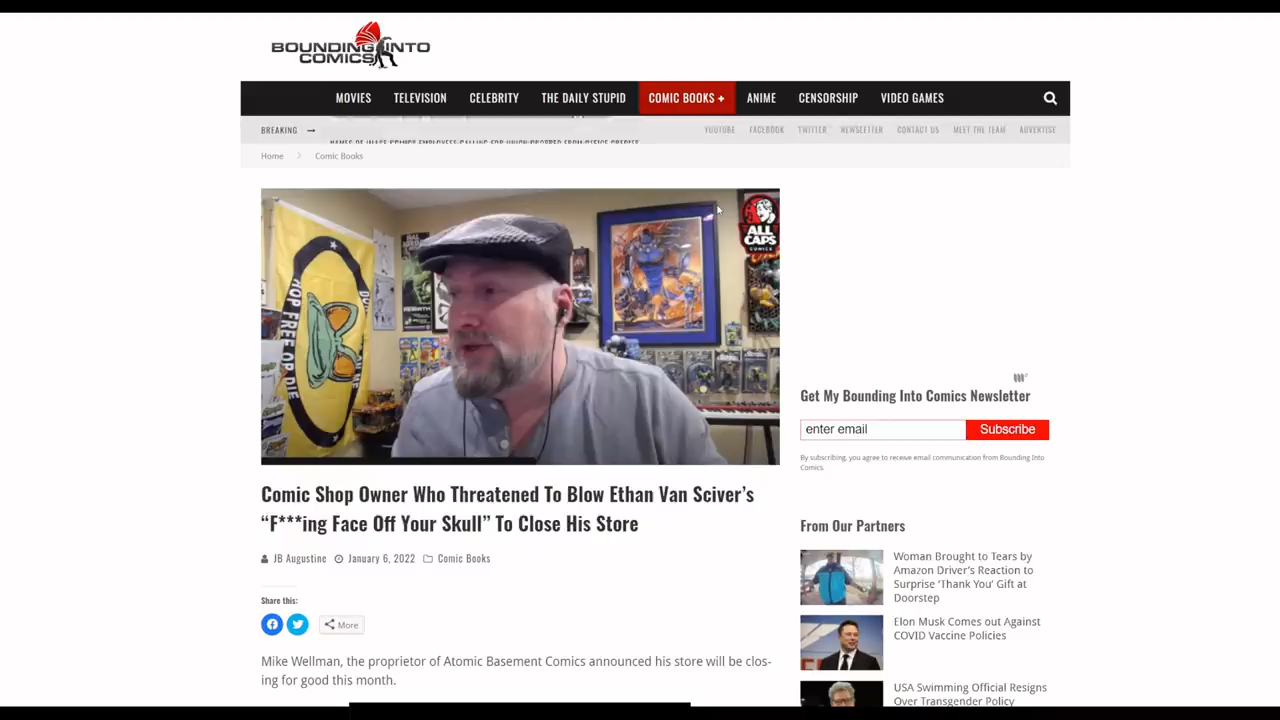 BOUNDING INTO
COMICS
MOVIES TELEVISION CELEBRITY THE DAILY STUPID COMIC BOOKS + ANIME CENSORSHIP VIDEO GAMES
BREAKING → YOUTUBE FACEBOOK TWITTER NEWSLETTER CONTACT US MEET THE TEAM ADVERTISE
Home > Comic Books
HOP FREE OR DIE
ALL
CAPS
COMICS
Get My Bounding Into Comics Newsletter
enter email Subscribe
By subscribing, you agree to receive email communication from Bounding Into
Comics.
Comic Shop Owner Who Threatened To Blow Ethan Van Sciver's
“F***ing Face Off Your Skull” To Close His Store
JB Augustine January 6, 2022 Comic Books
Share this:
More
Mike Wellman, the proprietor of Atomic Basement Comics announced his store will be clos-
ing for good this month.
From Our Partners
Woman Brought to Tears by
Amazon Driver's Reaction to
Surprise 'Thank You' Gift at
Doorstep
Elon Musk Comes out Against
COVID Vaccine Policies
USA Swimming Official Resigns
Over Transgender Policy